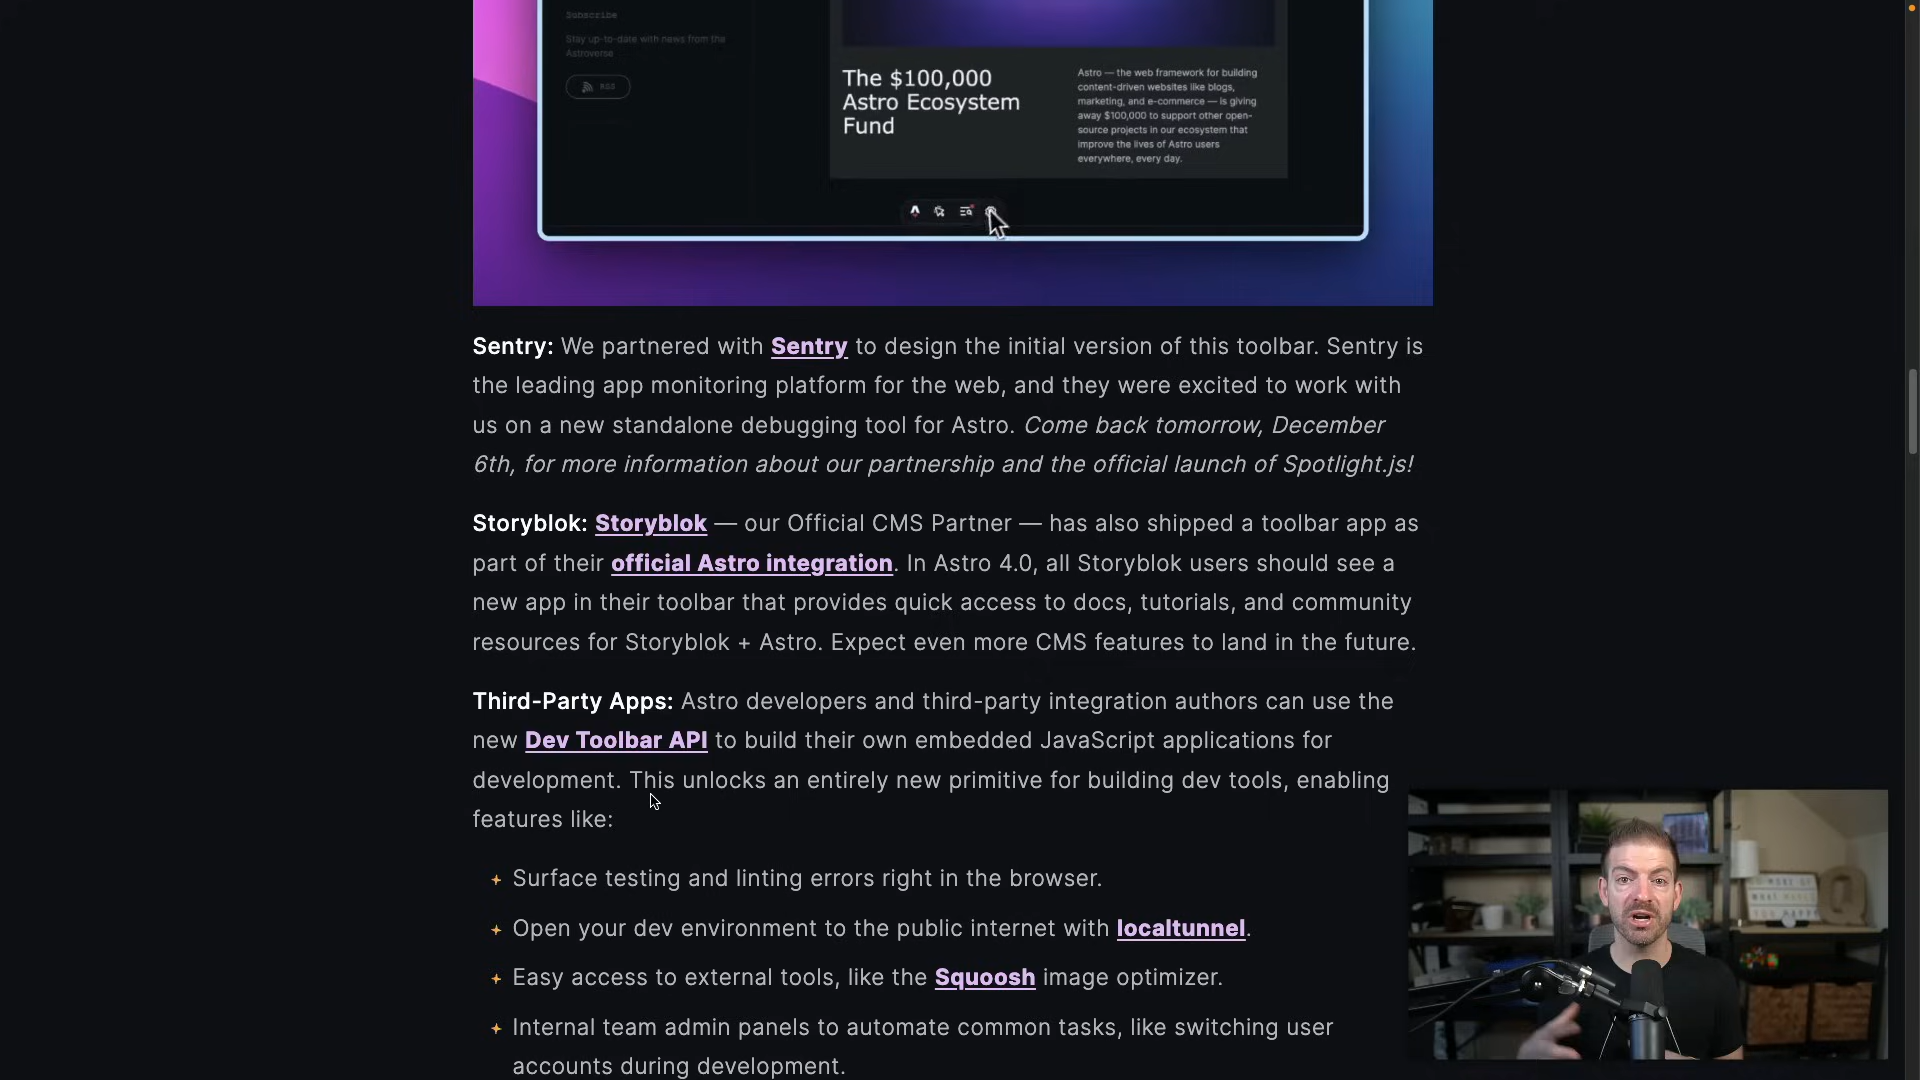 Subscribe
Stay up-to-date with news from the
Astroverse
RSS
The $100,000
Astro Ecosystem
Fund
Astro — the web framework for building
content-driven websites like blogs,
marketing, and e-commerce — is giving
away $100,000 to support other open-
source projects in our ecosystem that
improve the lives of Astro users
everywhere, every day.
Sentry: We partnered with Sentry to design the initial version of this toolbar. Sentry is
the leading app monitoring platform for the web, and they were excited to work with
us on a new standalone debugging tool for Astro. Come back tomorrow, December
6th, for more information about our partnership and the official launch of Spotlight.js!
Storyblok: Storyblok — our Official CMS Partner — has also shipped a toolbar app as
part of their official Astro integration. In Astro 4.0, all Storyblok users should see a
new app in their toolbar that provides quick access to docs, tutorials, and community
resources for Storyblok + Astro. Expect even more CMS features to land in the future.
Third-Party Apps: Astro developers and third-party integration authors can use the
new Dev Toolbar API to build their own embedded JavaScript applications for
development. This unlocks an entirely new primitive for building dev tools, enabling
features like:
Surface testing and linting errors right in the browser.
Open your dev environment to the public internet with localtunnel.
Easy access to external tools, like the Squoosh image optimizer.
Internal team admin panels to automate common tasks, like switching user
accounts during development.